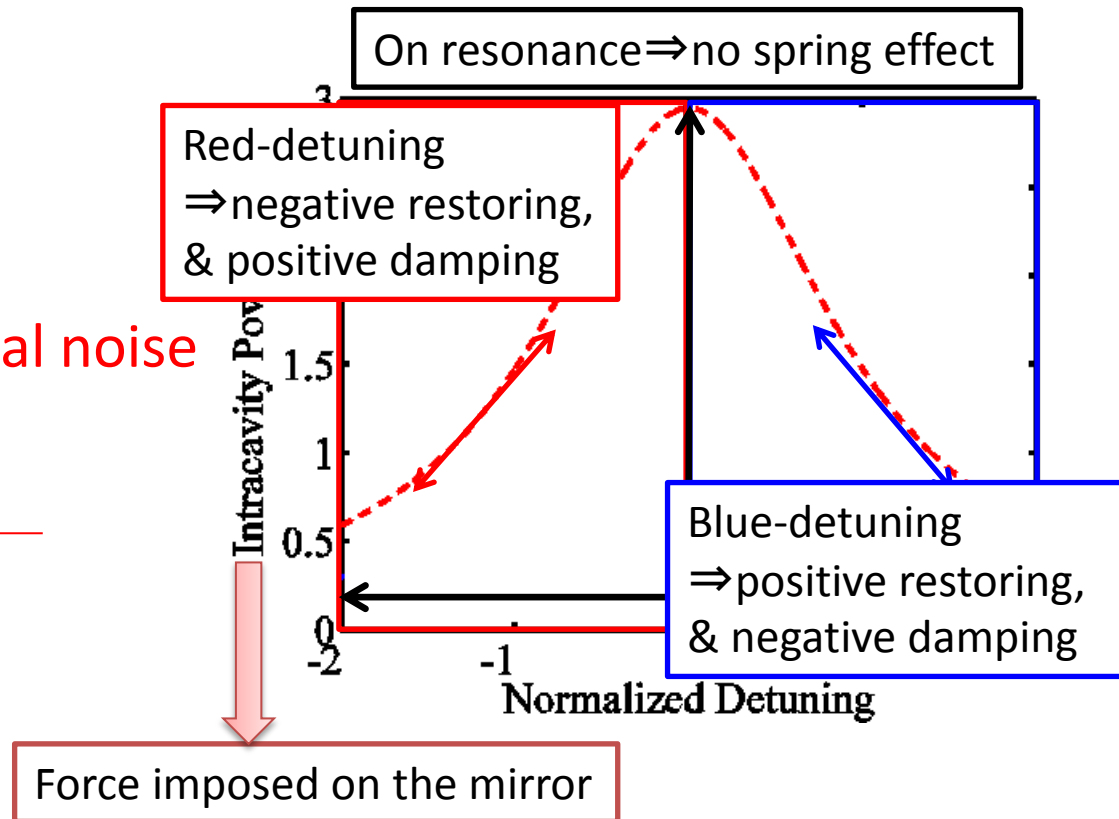 On resonance⇒no spring effect
3
Red-detuning
⇒negative restoring,
& positive damping
al noise
Intracavity Pow
1.5
1
0.5
0
-2
-1
Blue-detuning
⇒positive restoring,
& negative damping
Normalized Detuning
Force imposed on the mirror